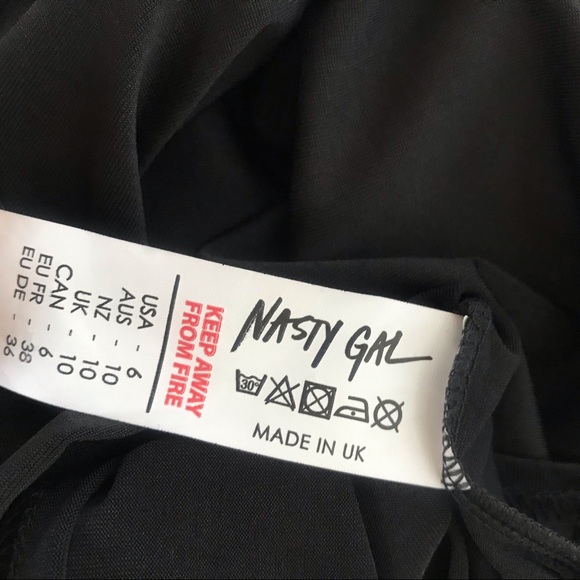 NASTY GAL
30°
MADE IN UK
KEEP AWAY
FROM FIRE
USA - 6
AUS - 10
NZ - 10
UK - 10
CAN - 6
EU FR - 38
EU DE - 36